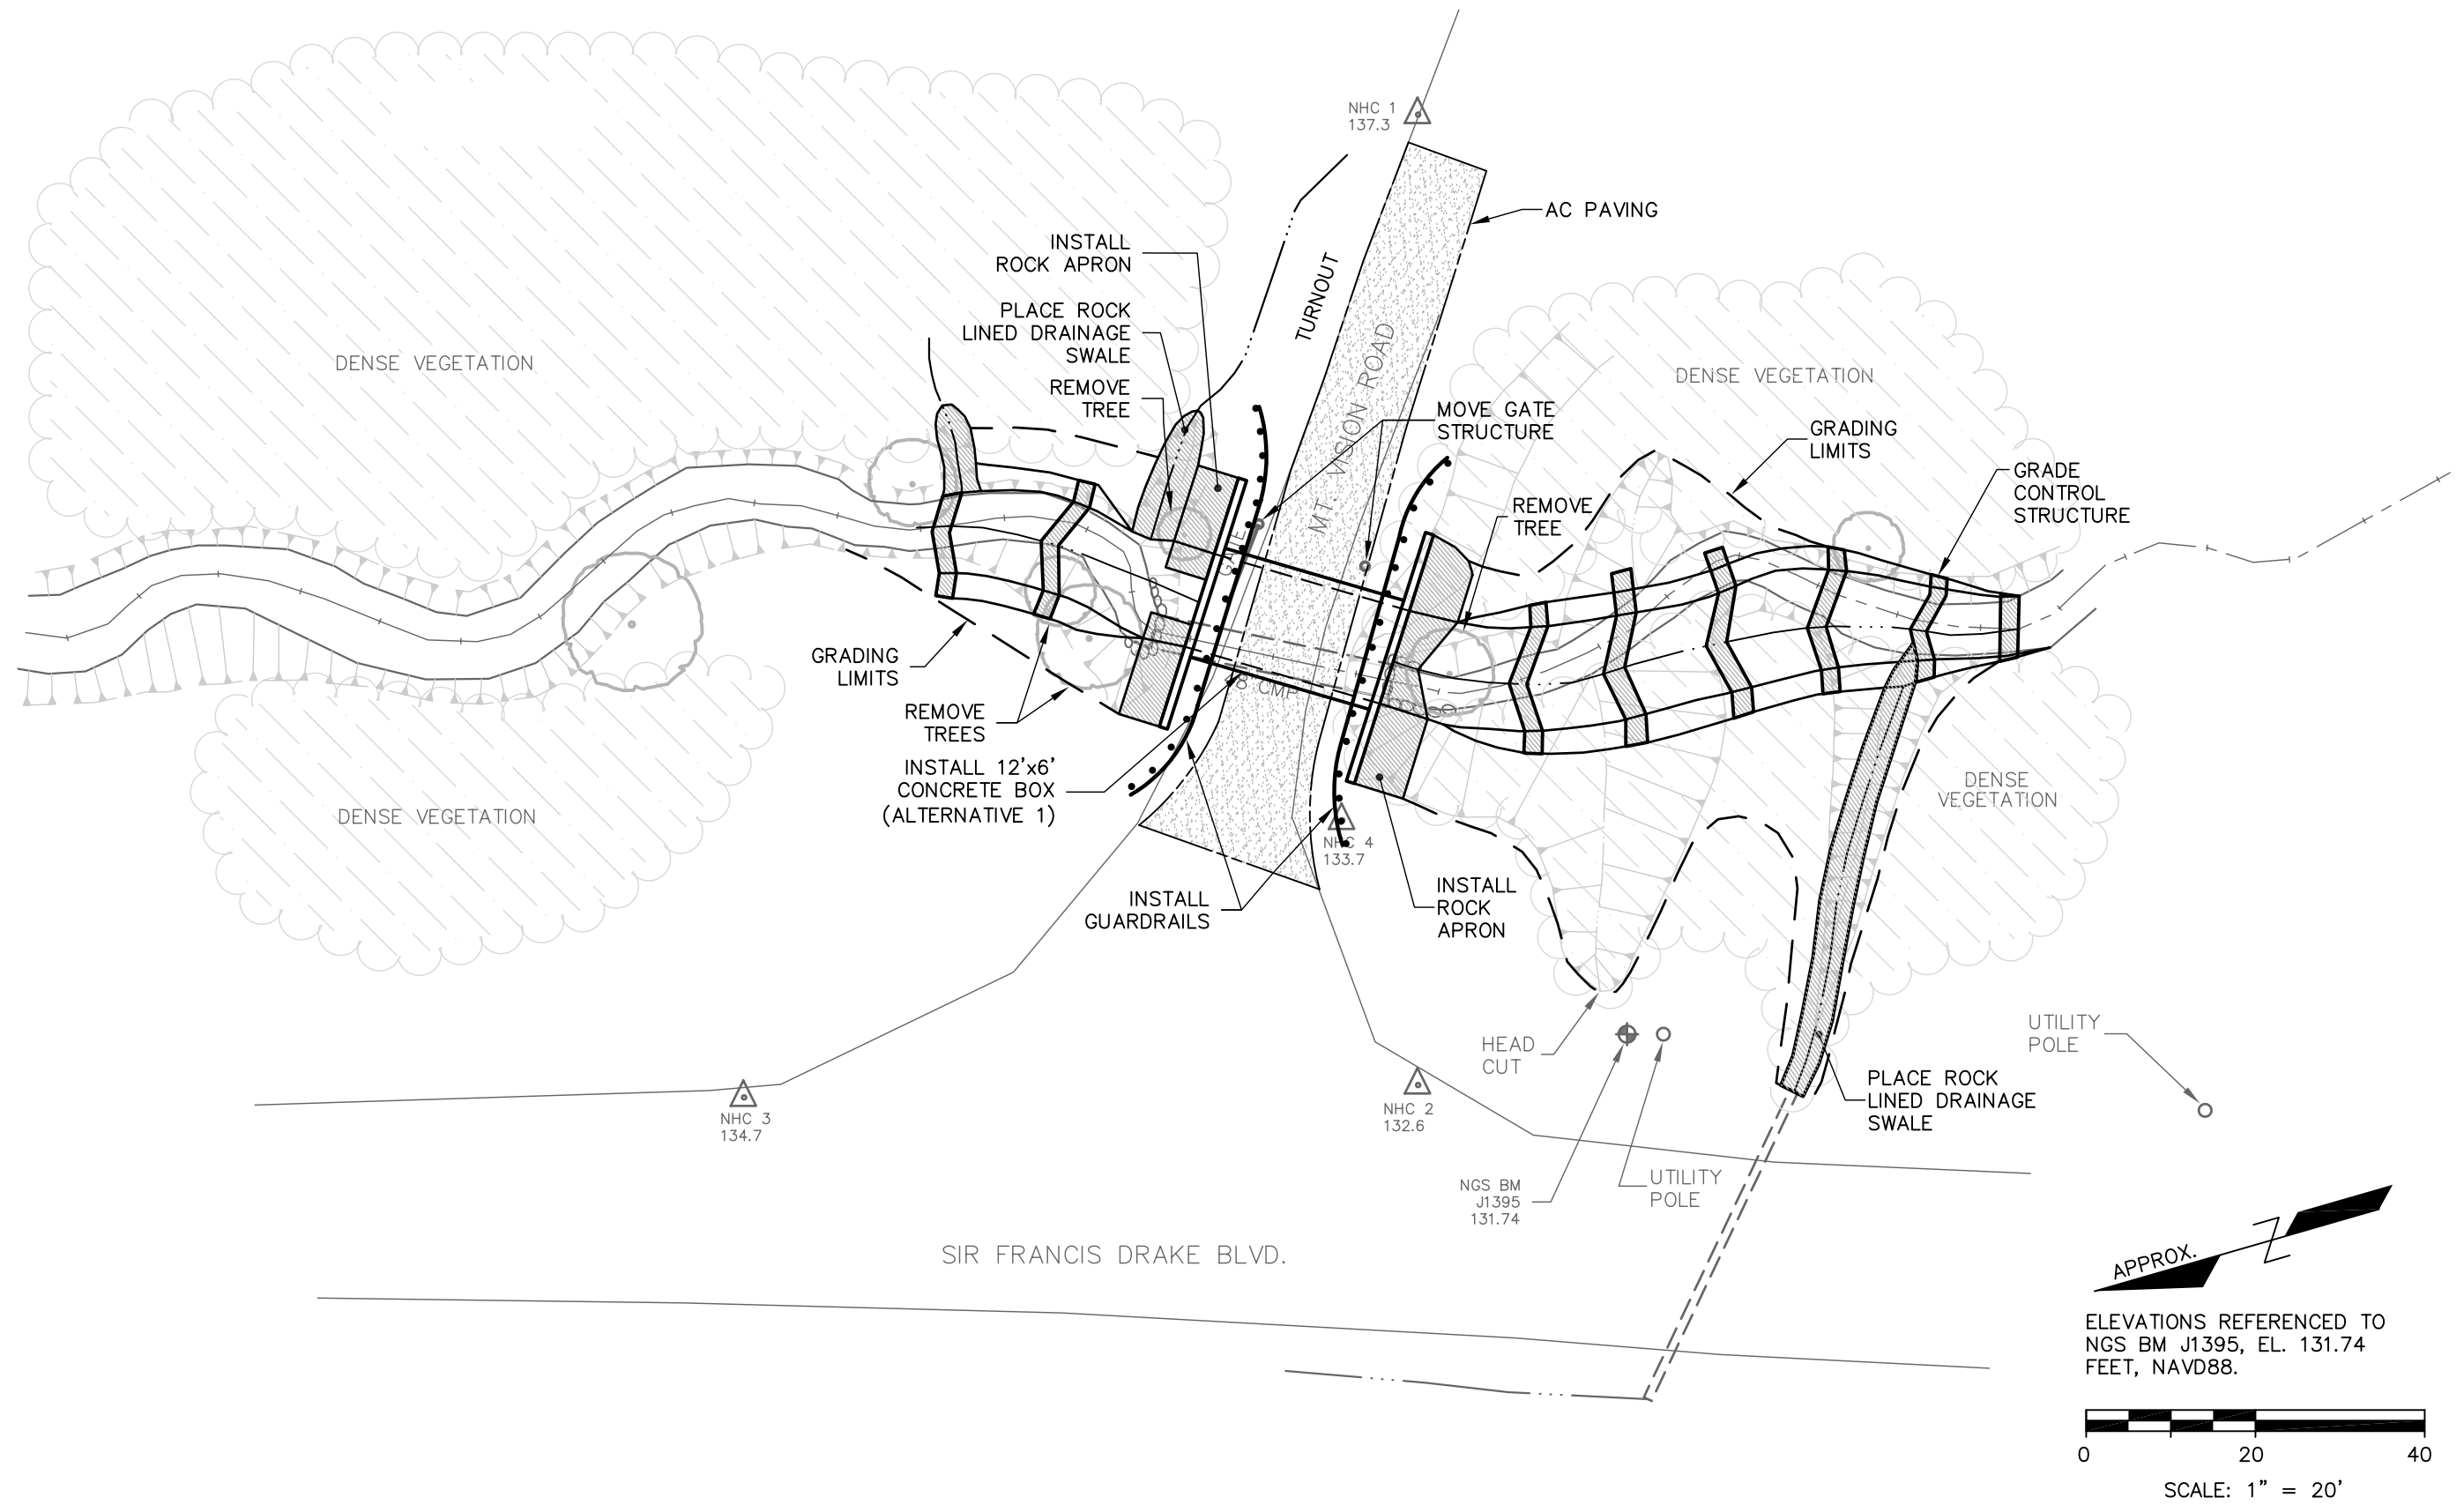 NHC 1
137.3
AC PAVING
INSTALL
ROCK APRON
TURNOUT
PLACE ROCK
LINED DRAINAGE
SWALE
REMOVE
TREE
MT. VISION ROAD
DENSE VEGETATION
DENSE VEGETATION
MOVE GATE
STRUCTURE
GRADING
LIMITS
GRADE
CONTROL
STRUCTURE
REMOVE
TREE
GATE
GRADING
LIMITS
REMOVE
TREES
CMP
INSTALL 12'x6'
CONCRETE BOX
(ALTERNATIVE 1)
DENSE
VEGETATION
DENSE VEGETATION
NHC 4
133.7
INSTALL
GUARDRAILS
INSTALL
ROCK
APRON
HEAD
CUT
UTILITY
POLE
PLACE ROCK
LINED DRAINAGE
SWALE
NHC 3
134.7
NHC 2
132.6
NGS BM
J1395
131.74
UTILITY
POLE
SIR FRANCIS DRAKE BLVD.
APPROX.
ELEVATIONS REFERENCED TO
NGS BM J1395, EL. 131.74
FEET, NAVD88.
0 20 40
SCALE: 1" = 20'